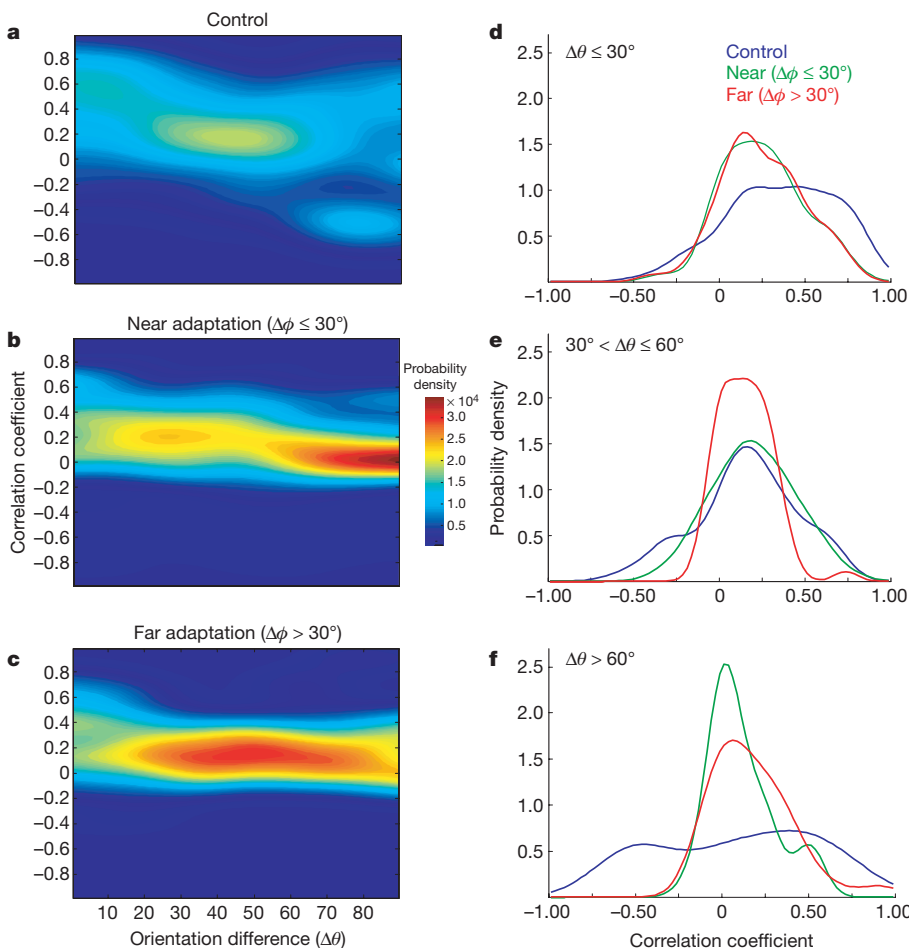 a
Control
0.8
0.6
0.4
0.2
0
−0.2
−0.4
−0.6
−0.8
b
Near adaptation (Δϕ ≤ 30°)
0.8
0.6
0.4
0.2
0
−0.2
−0.4
−0.6
−0.8
Correlation coefficient
Probability
density
× 10⁴
3.0
2.5
2.0
1.5
1.0
0.5
c
Far adaptation (Δϕ > 30°)
0.8
0.6
0.4
0.2
0
−0.2
−0.4
−0.6
−0.8
10 20 30 40 50 60 70 80
Orientation difference (Δθ)
d
Δθ ≤ 30°
Control
Near (Δϕ ≤ 30°)
Far (Δϕ > 30°)
2.5
2.0
1.5
1.0
0.5
−1.00 −0.50 0 0.50 1.00
e
30° < Δθ ≤ 60°
2.5
2.0
1.5
1.0
0.5
Probability density
−1.00 −0.50 0 0.50 1.00
f
Δθ > 60°
2.5
2.0
1.5
1.0
0.5
−1.00 −0.50 0 0.50 1.00
Correlation coefficient